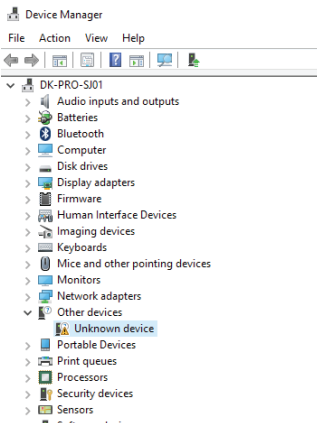 Device Manager
File Action View Help
DK-PRO-SJ01
Audio inputs and outputs
Batteries
Bluetooth
Computer
Disk drives
Display adapters
Firmware
Human Interface Devices
Imaging devices
Keyboards
Mice and other pointing devices
Monitors
Network adapters
Other devices
Unknown device
Portable Devices
Print queues
Processors
Security devices
Sensors